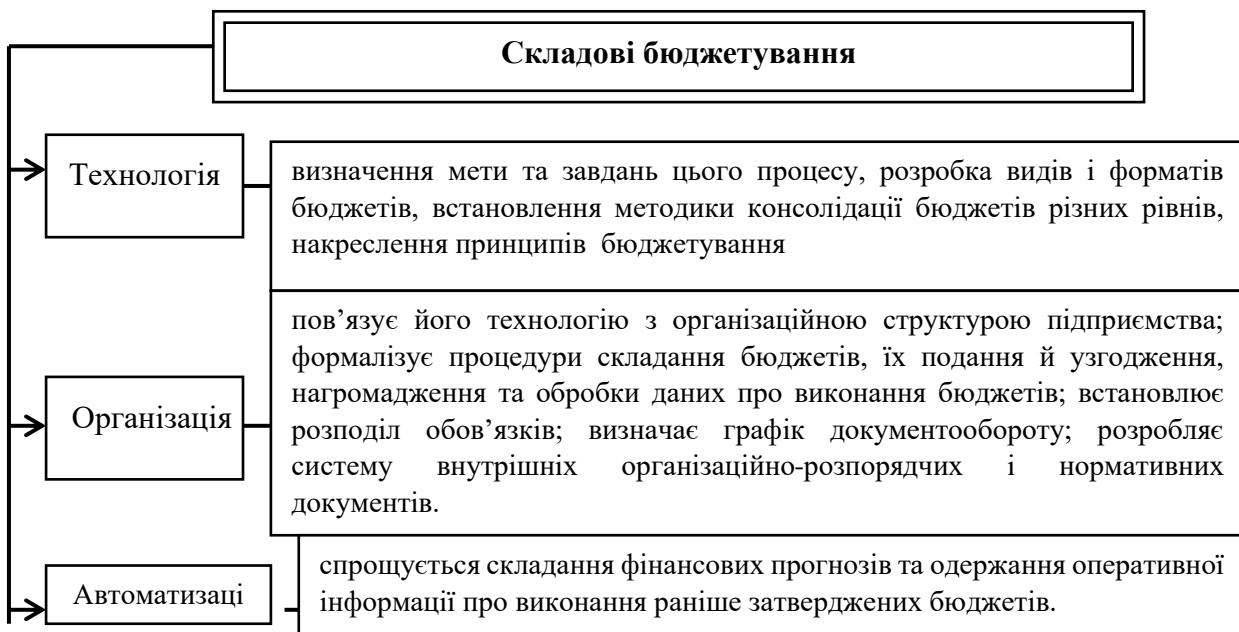 Складові бюджетування
Технологія
визначення мети та завдань цього процесу, розробка видів і форматів
бюджетів, встановлення методики консолідації бюджетів різних рівнів,
накреслення принципів бюджетування
Організація
пов’язує його технологію з організаційною структурою підприємства;
формалізує процедури складання бюджетів, їх подання й узгодження,
нагромадження та обробки даних про виконання бюджетів; встановлює
розподіл обов’язків; визначає графік документообороту; розробляє
систему внутрішніх організаційно-розпорядчих і нормативних
документів.
Автоматизаці
спрощується складання фінансових прогнозів та одержання оперативної
інформації про виконання раніше затверджених бюджетів.